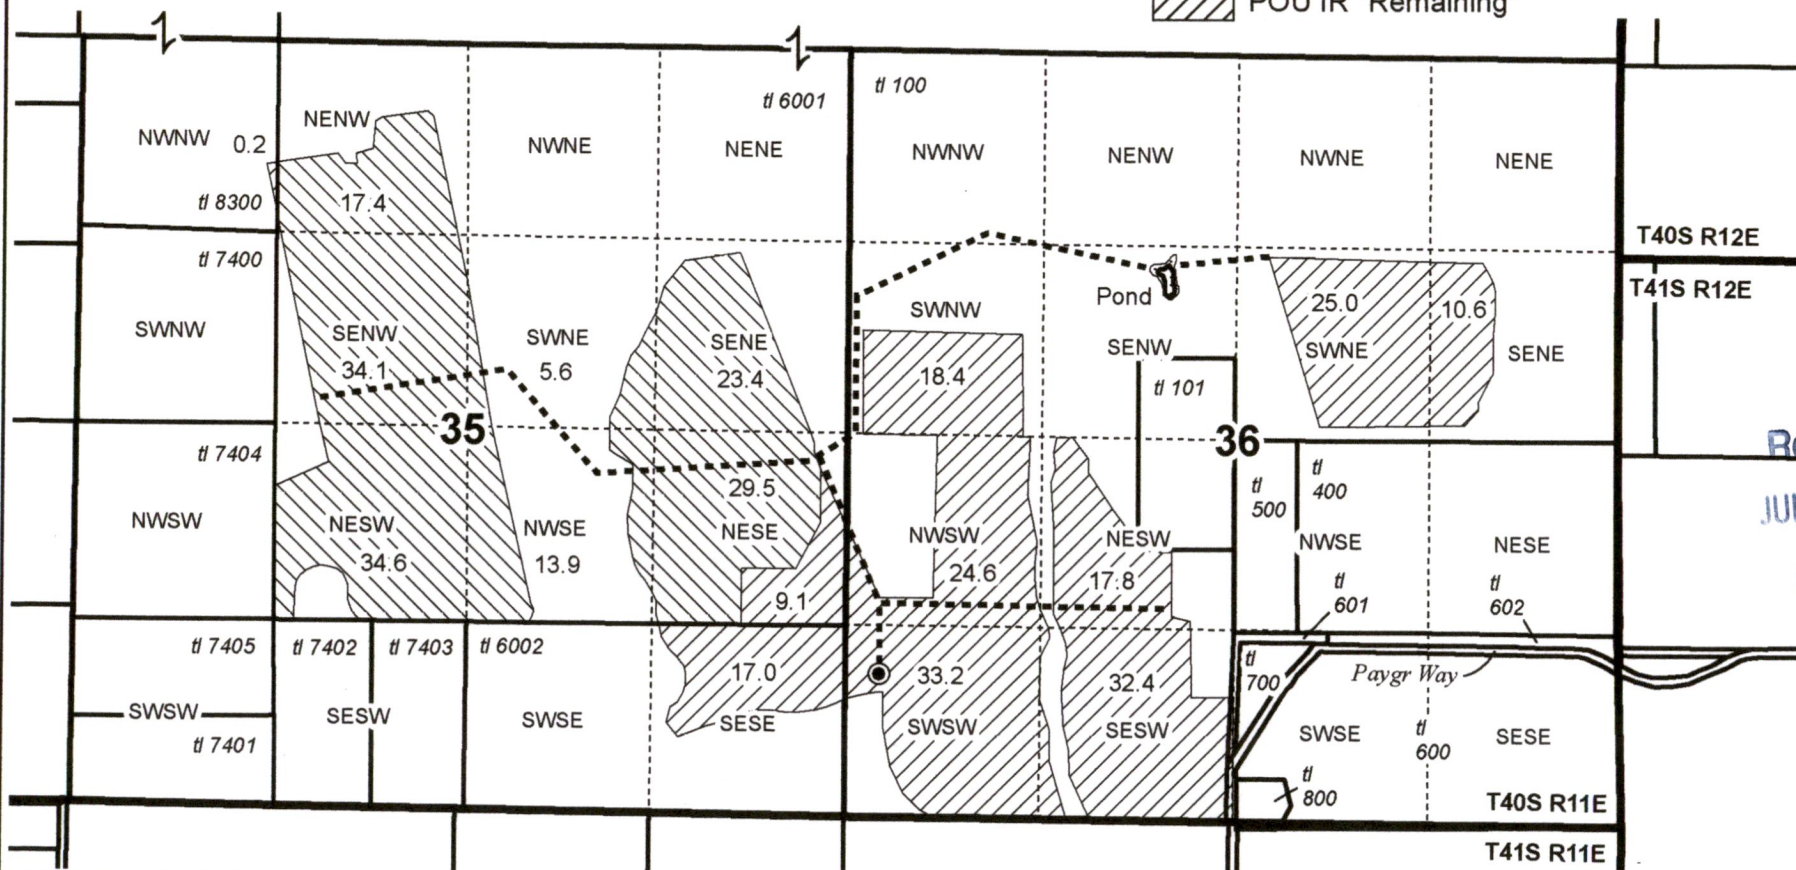 POU IR "Remaining"
tl 6001
tl 100
NWNW 0.2
NENW
NWNE
NENE
NWNW
NENW
NWNE
NENE
tl 8300
17.4
T40S R12E
T41S R12E
tl 7400
Pond
25.0
10.6
SWNW
SENW
34.1
SWNE
5.6
SENE
23.4
SWNW
18.4
SENW
tl 101
SWNE
SENE
35
36
tl 7404
29.5
tl
500
tl
400
NWSW
NESW
34.6
NWSE
13.9
NESE
9.1
NWSW
24.6
NESW
17.8
NWSE
NESE
tl
601
tl
602
tl 7405
tl 7402
tl 7403
tl 6002
17.0
33.2
32.4
tl
700
Paygr Way
SWSW
SESW
SWSE
SESE
SWSW
SESW
SWSE
tl
600
SESE
tl 7401
tl
800
T40S R11E
T41S R11E